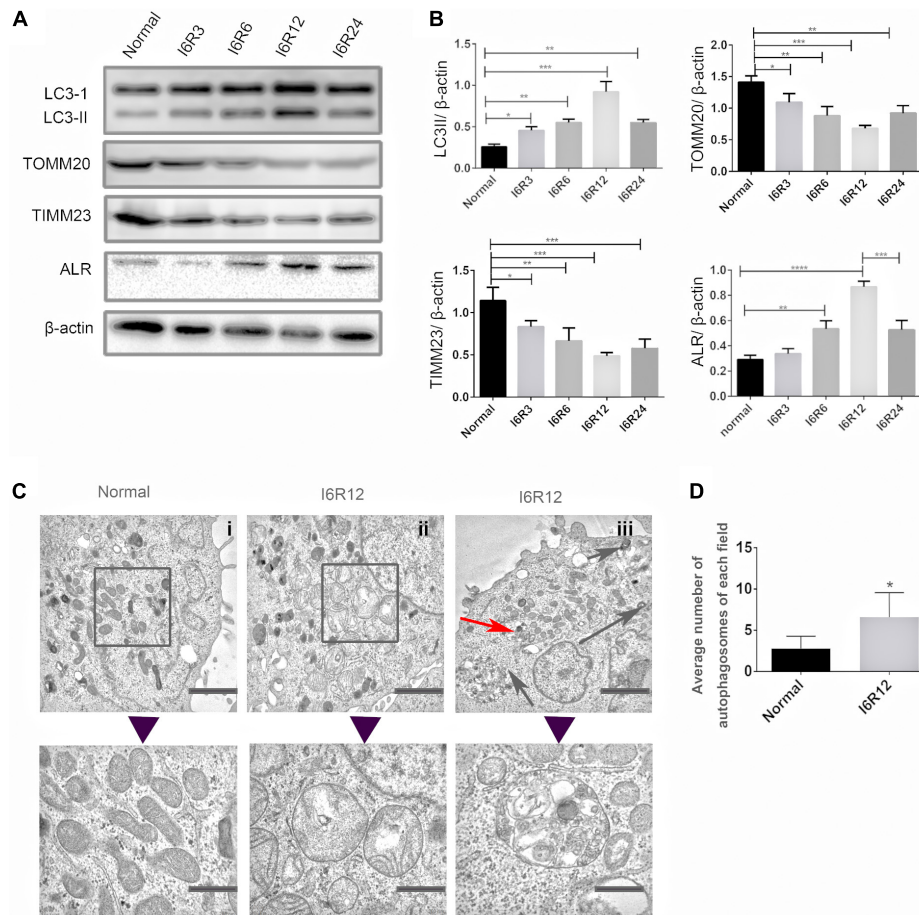 A
Normal I6R3 I6R6 I6R12 I6R24
LC3-1
LC3-II
TOMM20
TIMM23
ALR
β-actin
B
LC3II/ β-actin
1.5
1.0
0.5
0.0
**
***
**
*
Normal I6R3 I6R6 I6R12 I6R24
TOMM20/ β-actin
2.0
1.5
1.0
0.5
0.0
**
***
**
*
Normal I6R3 I6R6 I6R12 I6R24
TIMM23/ β-actin
1.5
1.0
0.5
0.0
***
***
**
*
Normal I6R3 I6R6 I6R12 I6R24
ALR/ β-actin
1.0
0.8
0.6
0.4
0.2
0.0
****
***
**
normal I6R3 I6R6 I6R12 I6R24
C
Normal I6R12 I6R12
i ii iii
D
Average numeber of
autophagosomes of each field
15
10
5
0
*
Normal I6R12